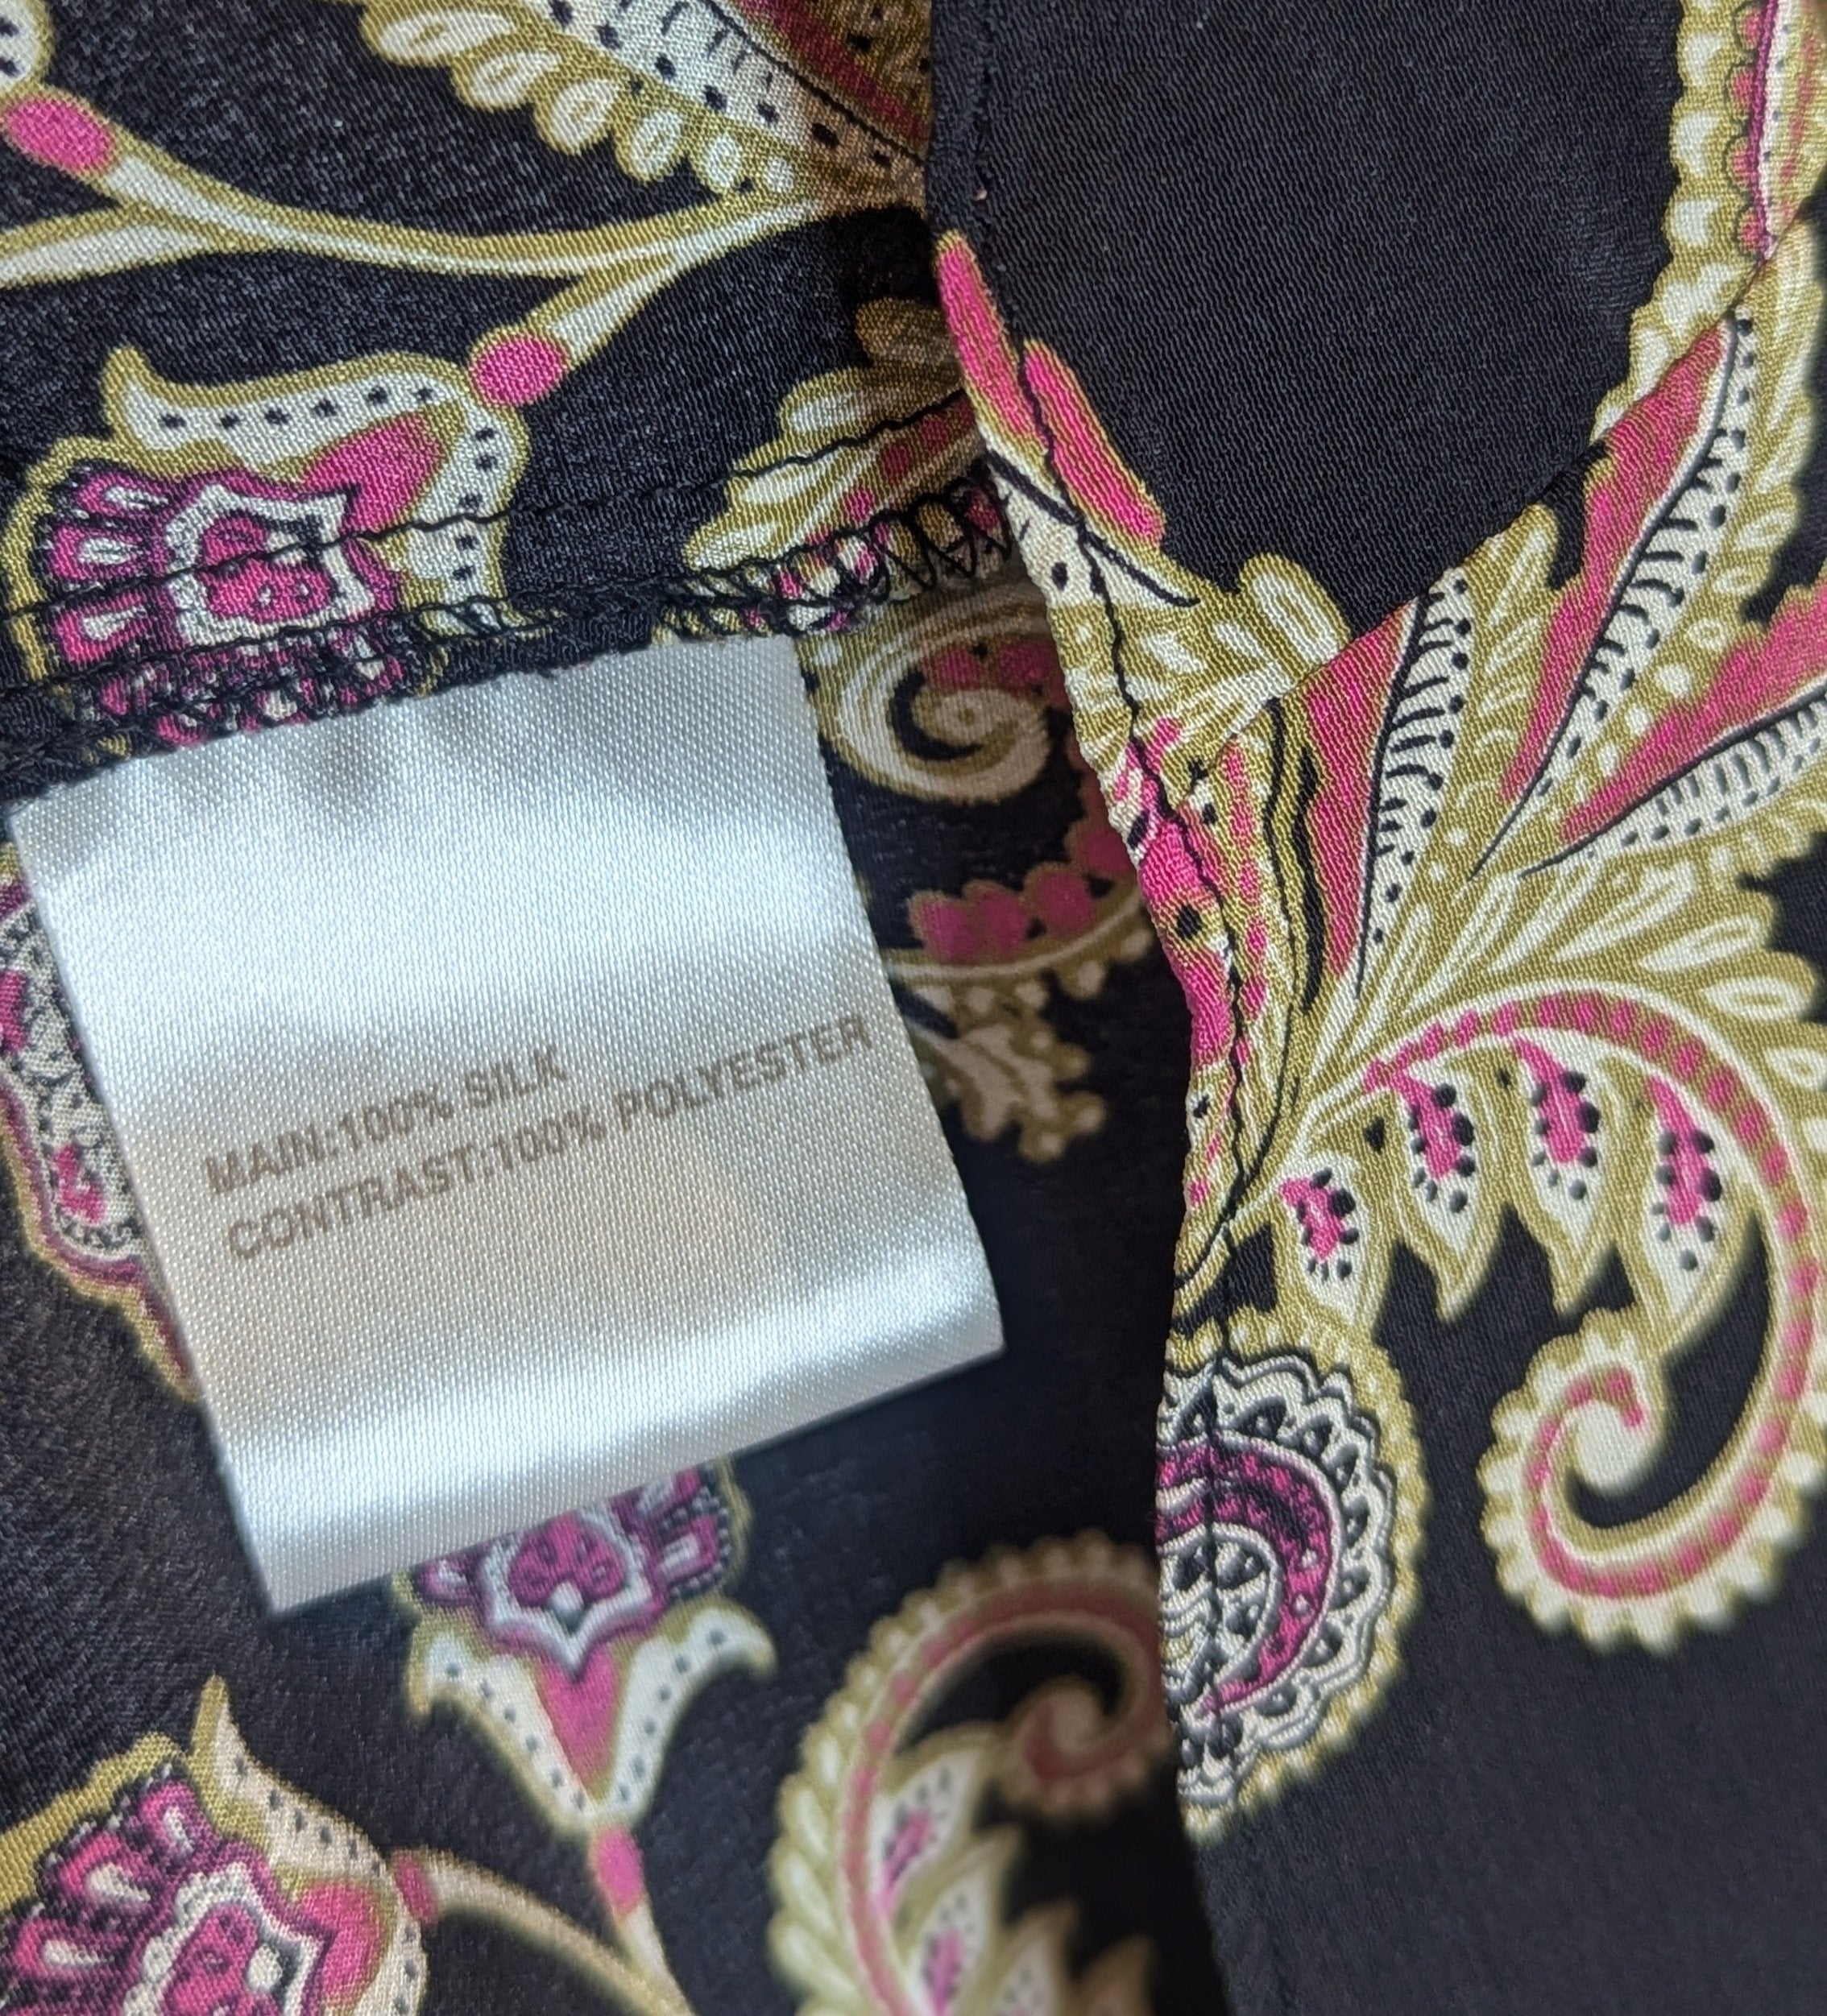 MAIN:100% SILK
CONTRAST:100% POLYESTER